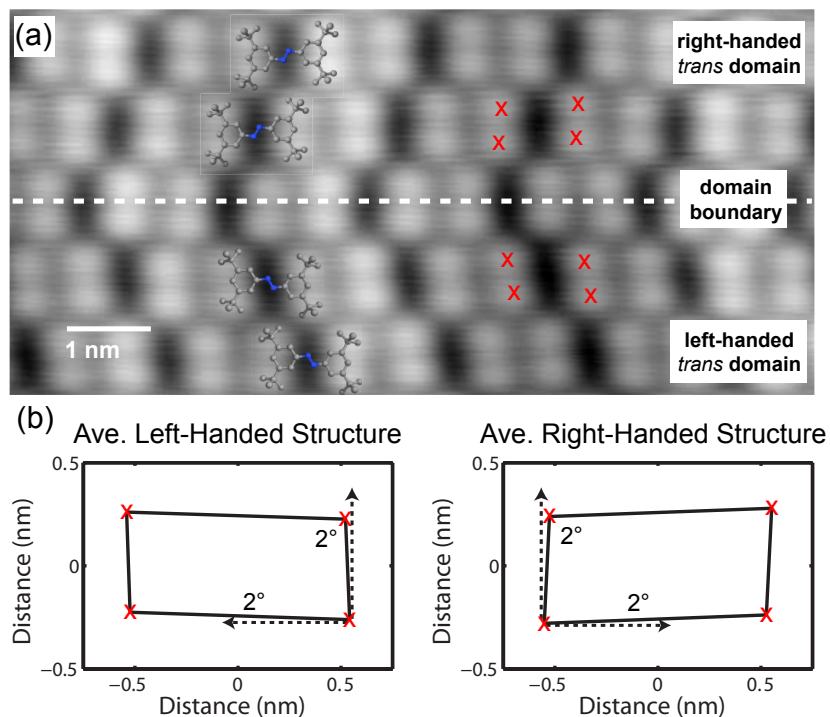 (a)
right-handed
trans domain
x x
x x
domain
boundary
x x
x x
1 nm
left-handed
trans domain
(b)
Ave. Left-Handed Structure
Ave. Right-Handed Structure
0.5
0
−0.5
Distance (nm)
x x
2°
2°
x x
−0.5 0 0.5
Distance (nm)
0.5
0
−0.5
Distance (nm)
x x
2°
2°
x x
−0.5 0 0.5
Distance (nm)